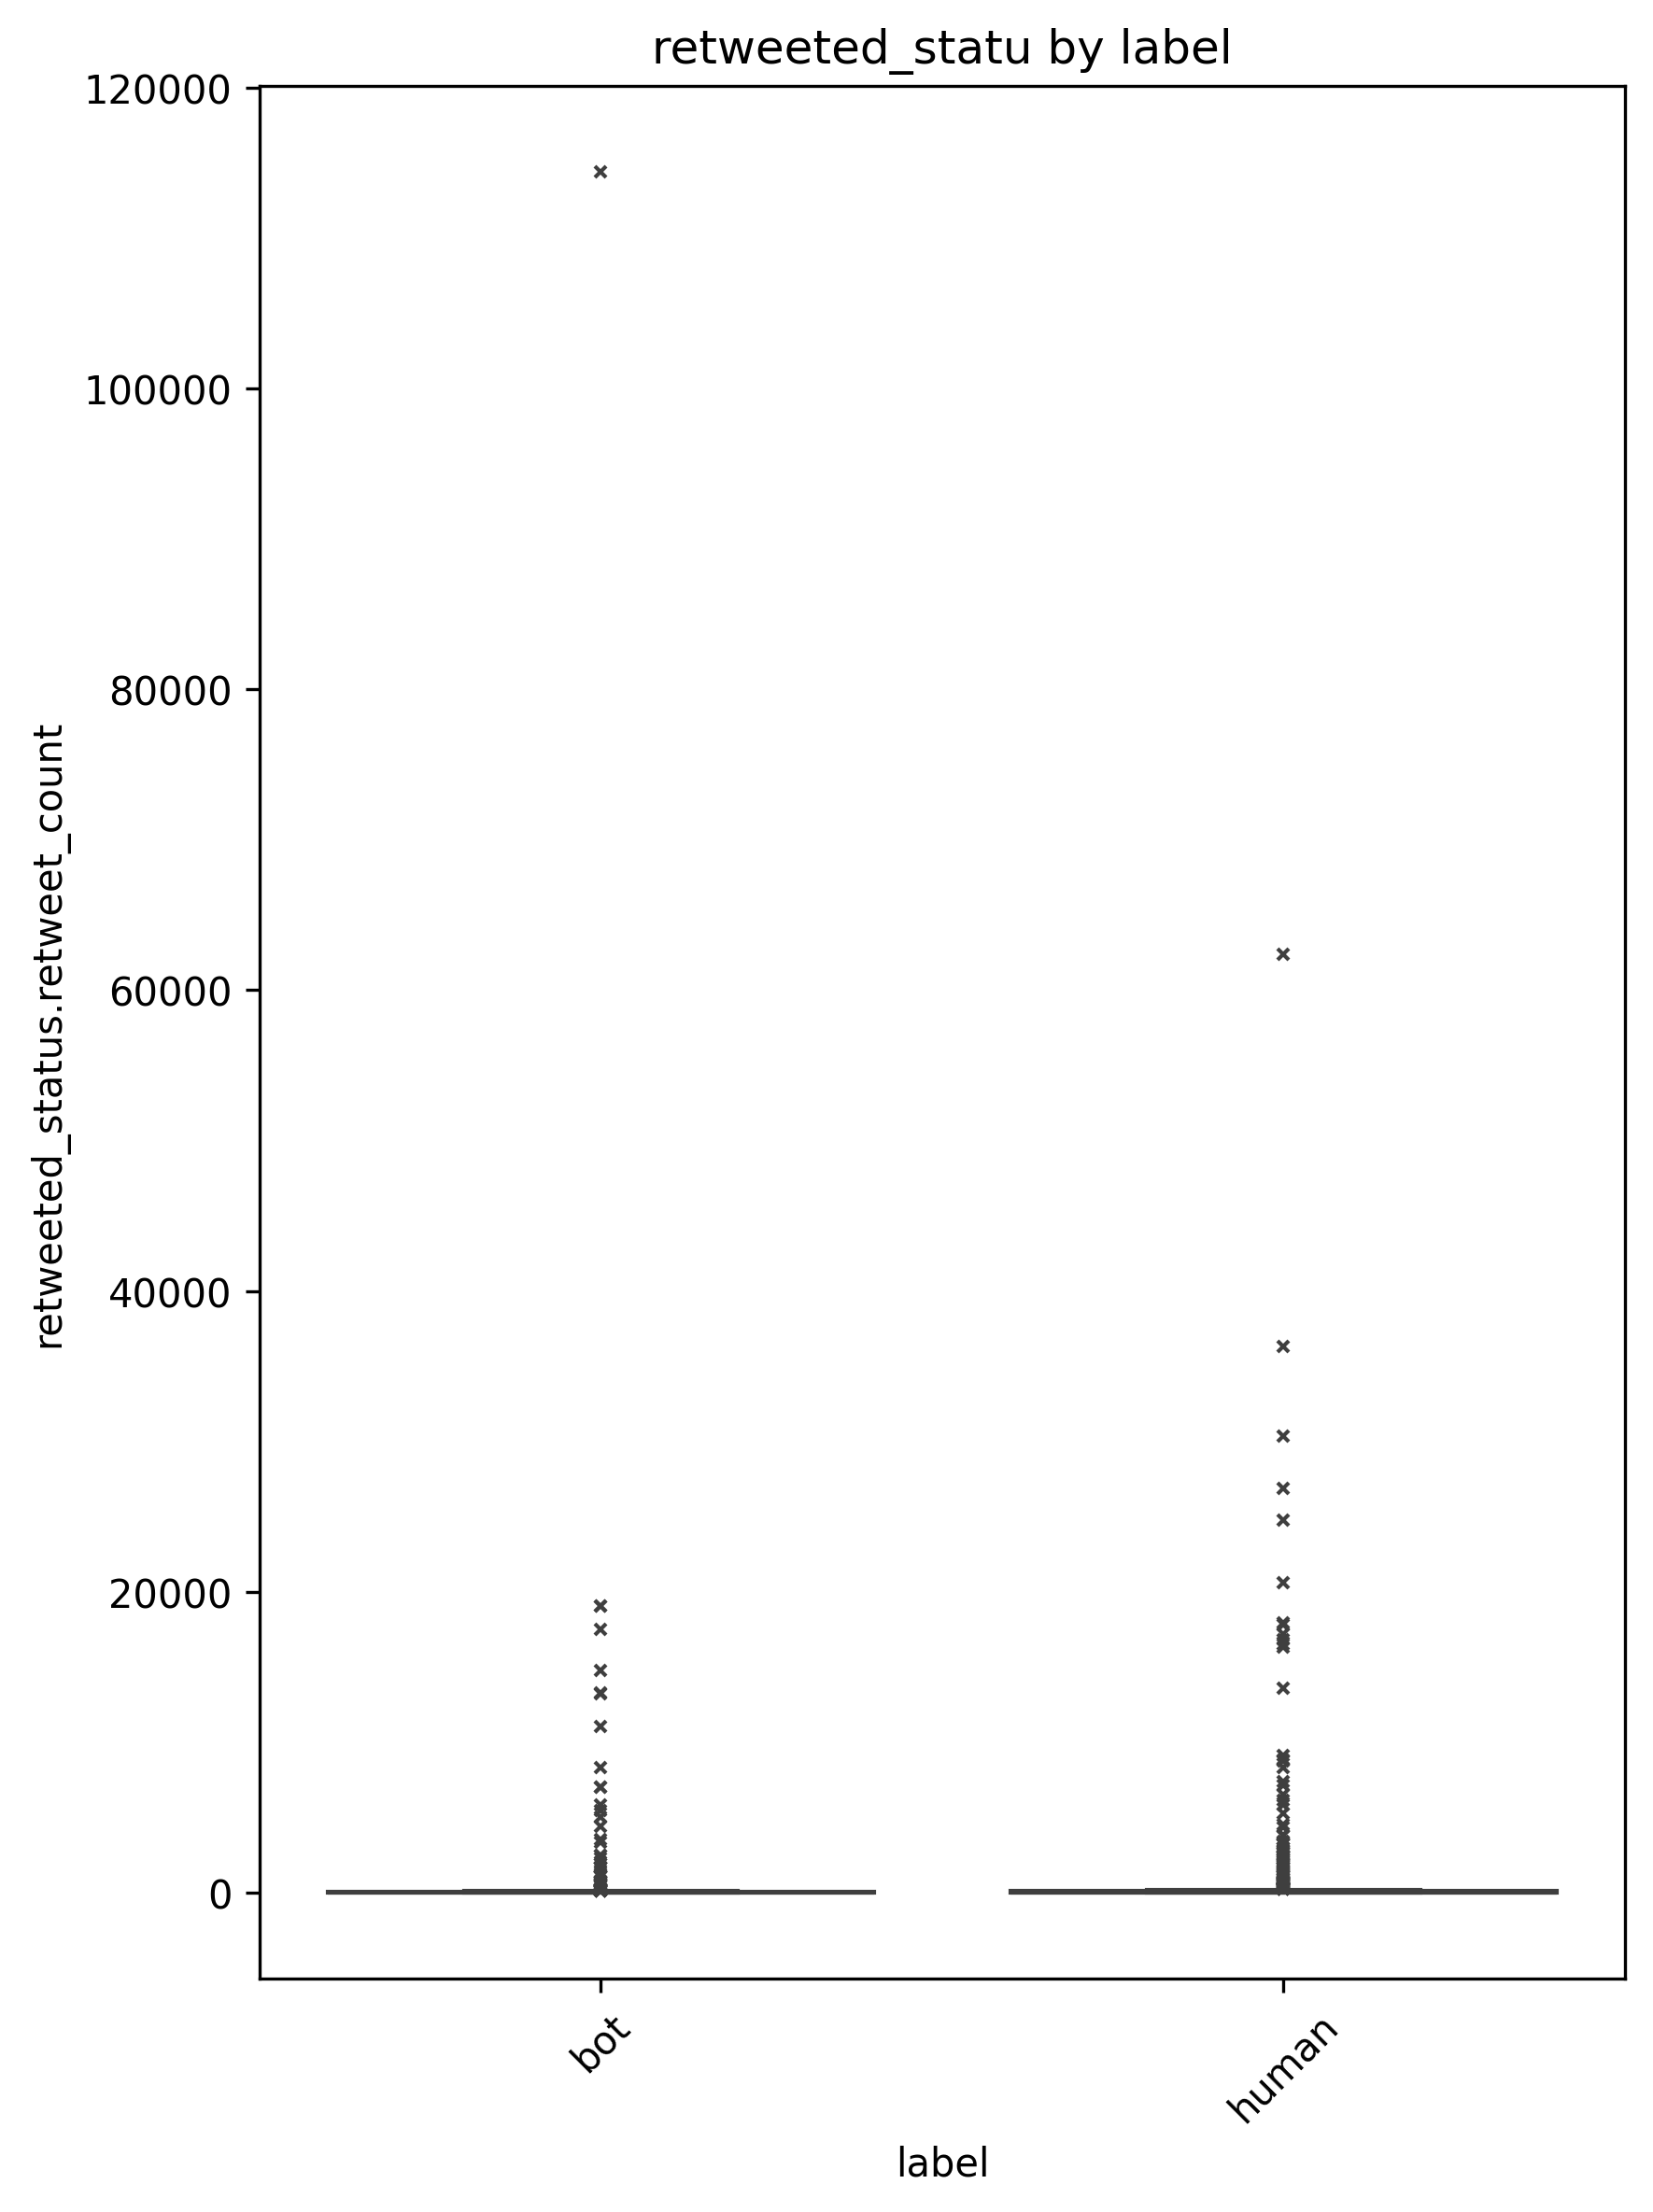 retweeted_statu by label
120000
100000
80000
60000
40000
20000
0
retweeted_status.retweet_count
bot
human
label